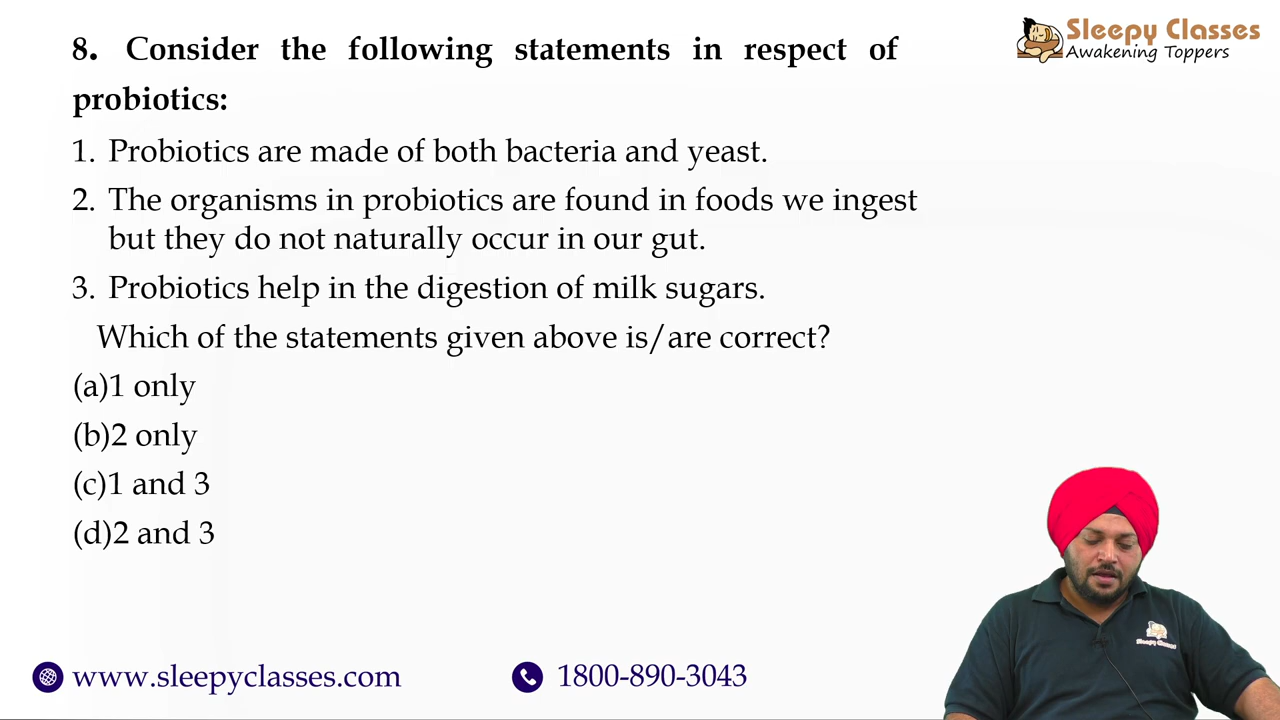 8. Consider the following statements in respect of
probiotics:
1. Probiotics are made of both bacteria and yeast.
2. The organisms in probiotics are found in foods we ingest
but they do not naturally occur in our gut.
3. Probiotics help in the digestion of milk sugars.
Which of the statements given above is/are correct?
(a)1 only
(b)2 only
(c)1 and 3
(d)2 and 3
Sleepy Classes
Awakening Toppers
Sleepy Classes
www.sleepyclasses.com
1800-890-3043